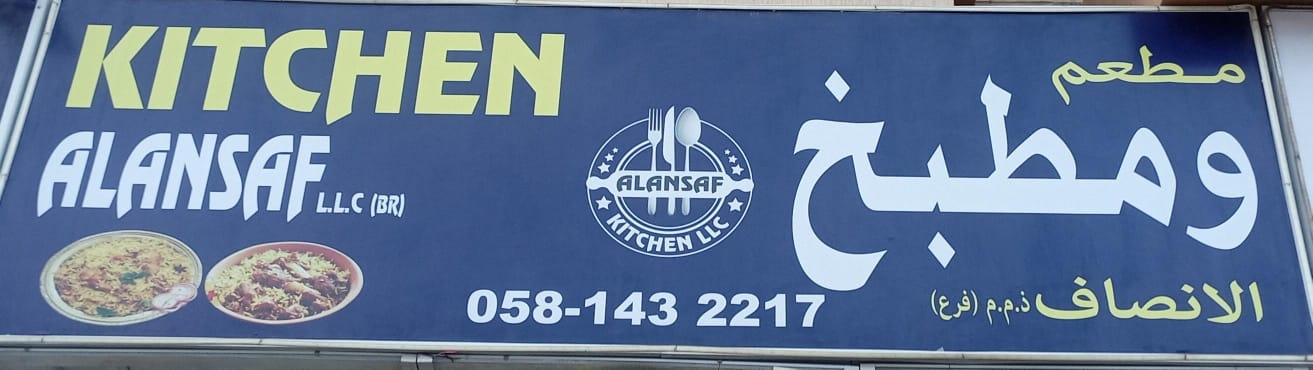 KITCHEN
ALANSAF L.L.C (BR)
ALANSAF
KITCHEN LLC
058-143 2217
مطعم
ومطبخ
الانصاف ذ.م.م (فرع)